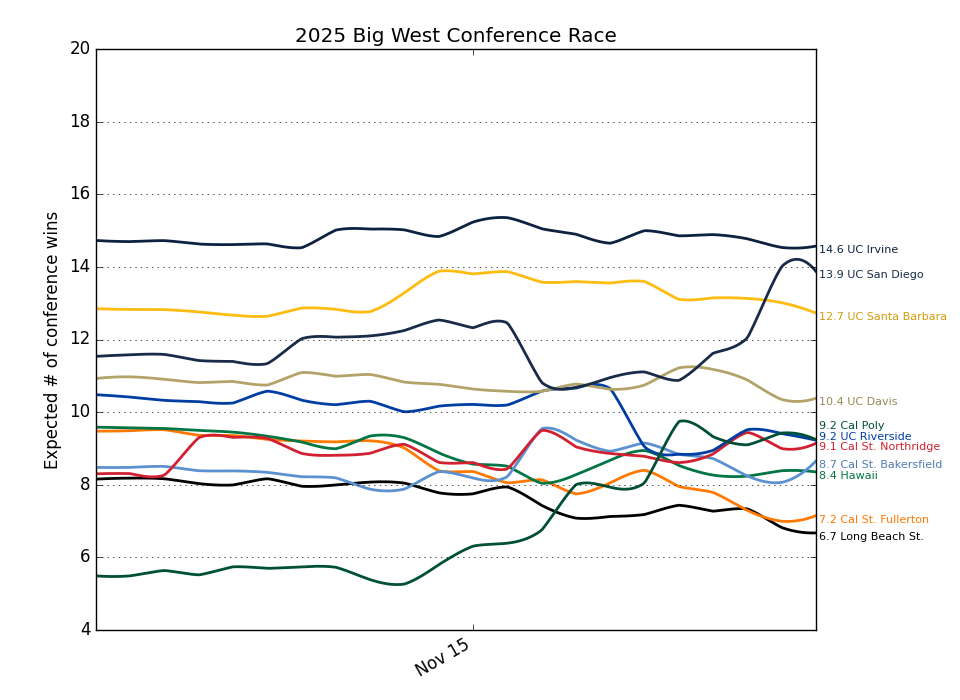 2025 Big West Conference Race
Expected # of conference wins
20
18
16
14
12
10
8
6
4
Nov 15
14.6 UC Irvine
13.9 UC San Diego
12.7 UC Santa Barbara
10.4 UC Davis
9.2 Cal Poly
9.2 UC Riverside
9.1 Cal St. Northridge
8.7 Cal St. Bakersfield
8.4 Hawaii
7.2 Cal St. Fullerton
6.7 Long Beach St.